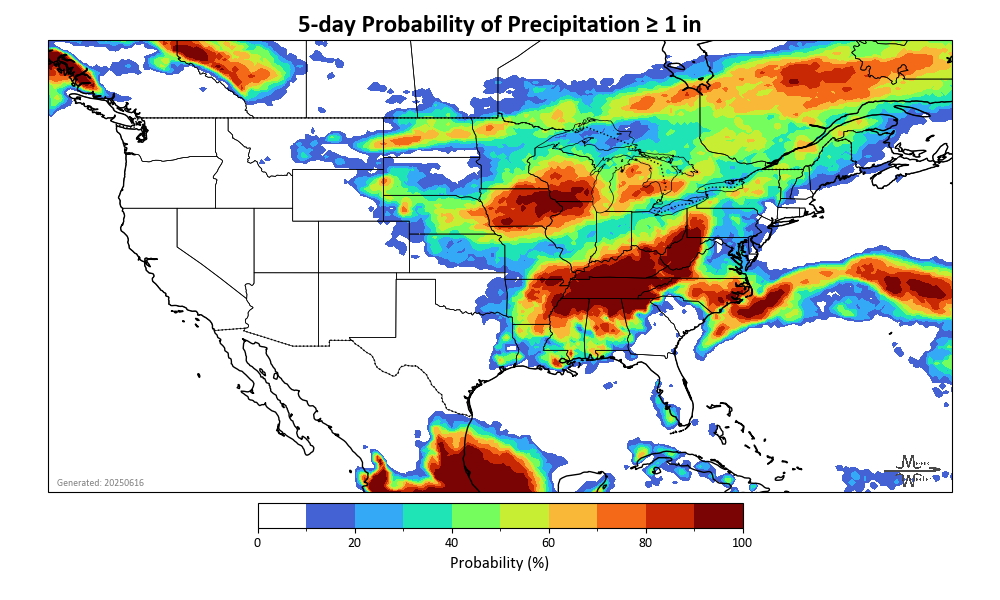 5-day Probability of Precipitation ≥ 1 in
Generated: 20250616
0 20 40 60 80 100
Probability (%)